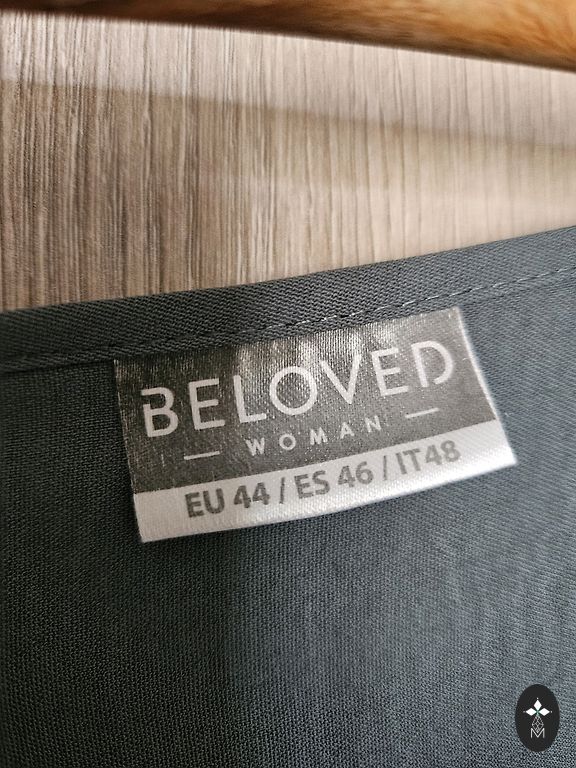 BELOVED
— WOMAN —
EU 44 / ES 46 / IT48
M